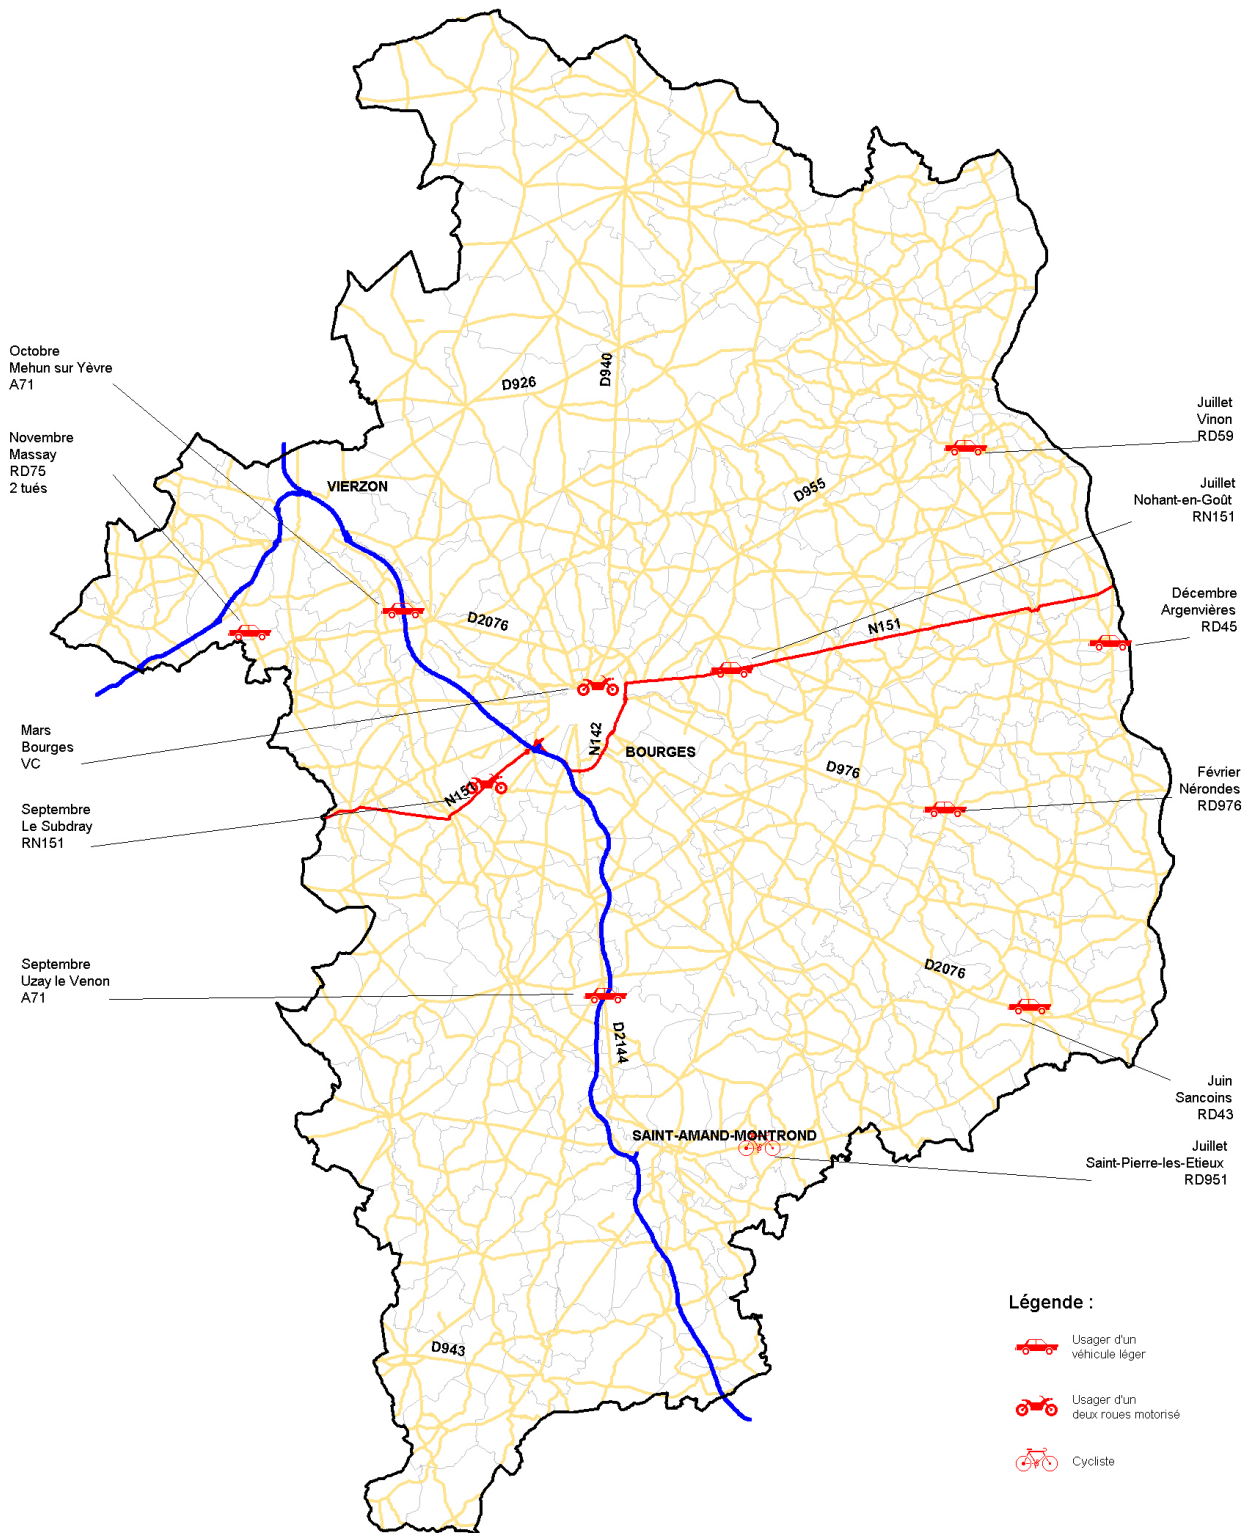 Octobre
Mehun sur Yèvre
A71
Novembre
Massay
RD75
2 tués
Mars
Bourges
VC
Septembre
Le Subdray
RN151
Septembre
Uzay le Venon
A71
D926
D940
VIERZON
D955
D2076
N151
N142
BOURGES
N151
D976
D2076
D2144
SAINT-AMAND-MONTROND
D943
Juillet
Vinon
RD59
Juillet
Nohant-en-Goût
RN151
Décembre
Argenvières
RD45
Février
Nérondes
RD976
Juin
Sancoins
RD43
Juillet
Saint-Pierre-les-Etieux
RD951
Légende :
Usager d'un
véhicule léger
Usager d'un
deux roues motorisé
Cycliste